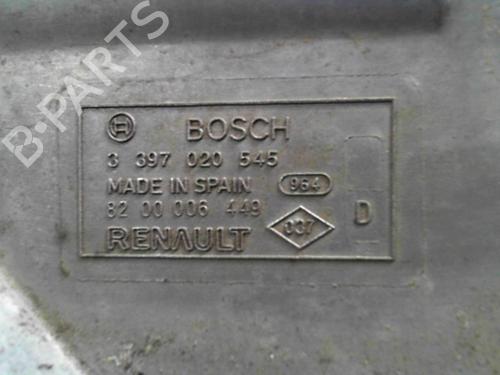 B-PARTS
BOSCH
3 397 020 545
MADE IN SPAIN 964
82 00 006 449
RENAULT 037 D